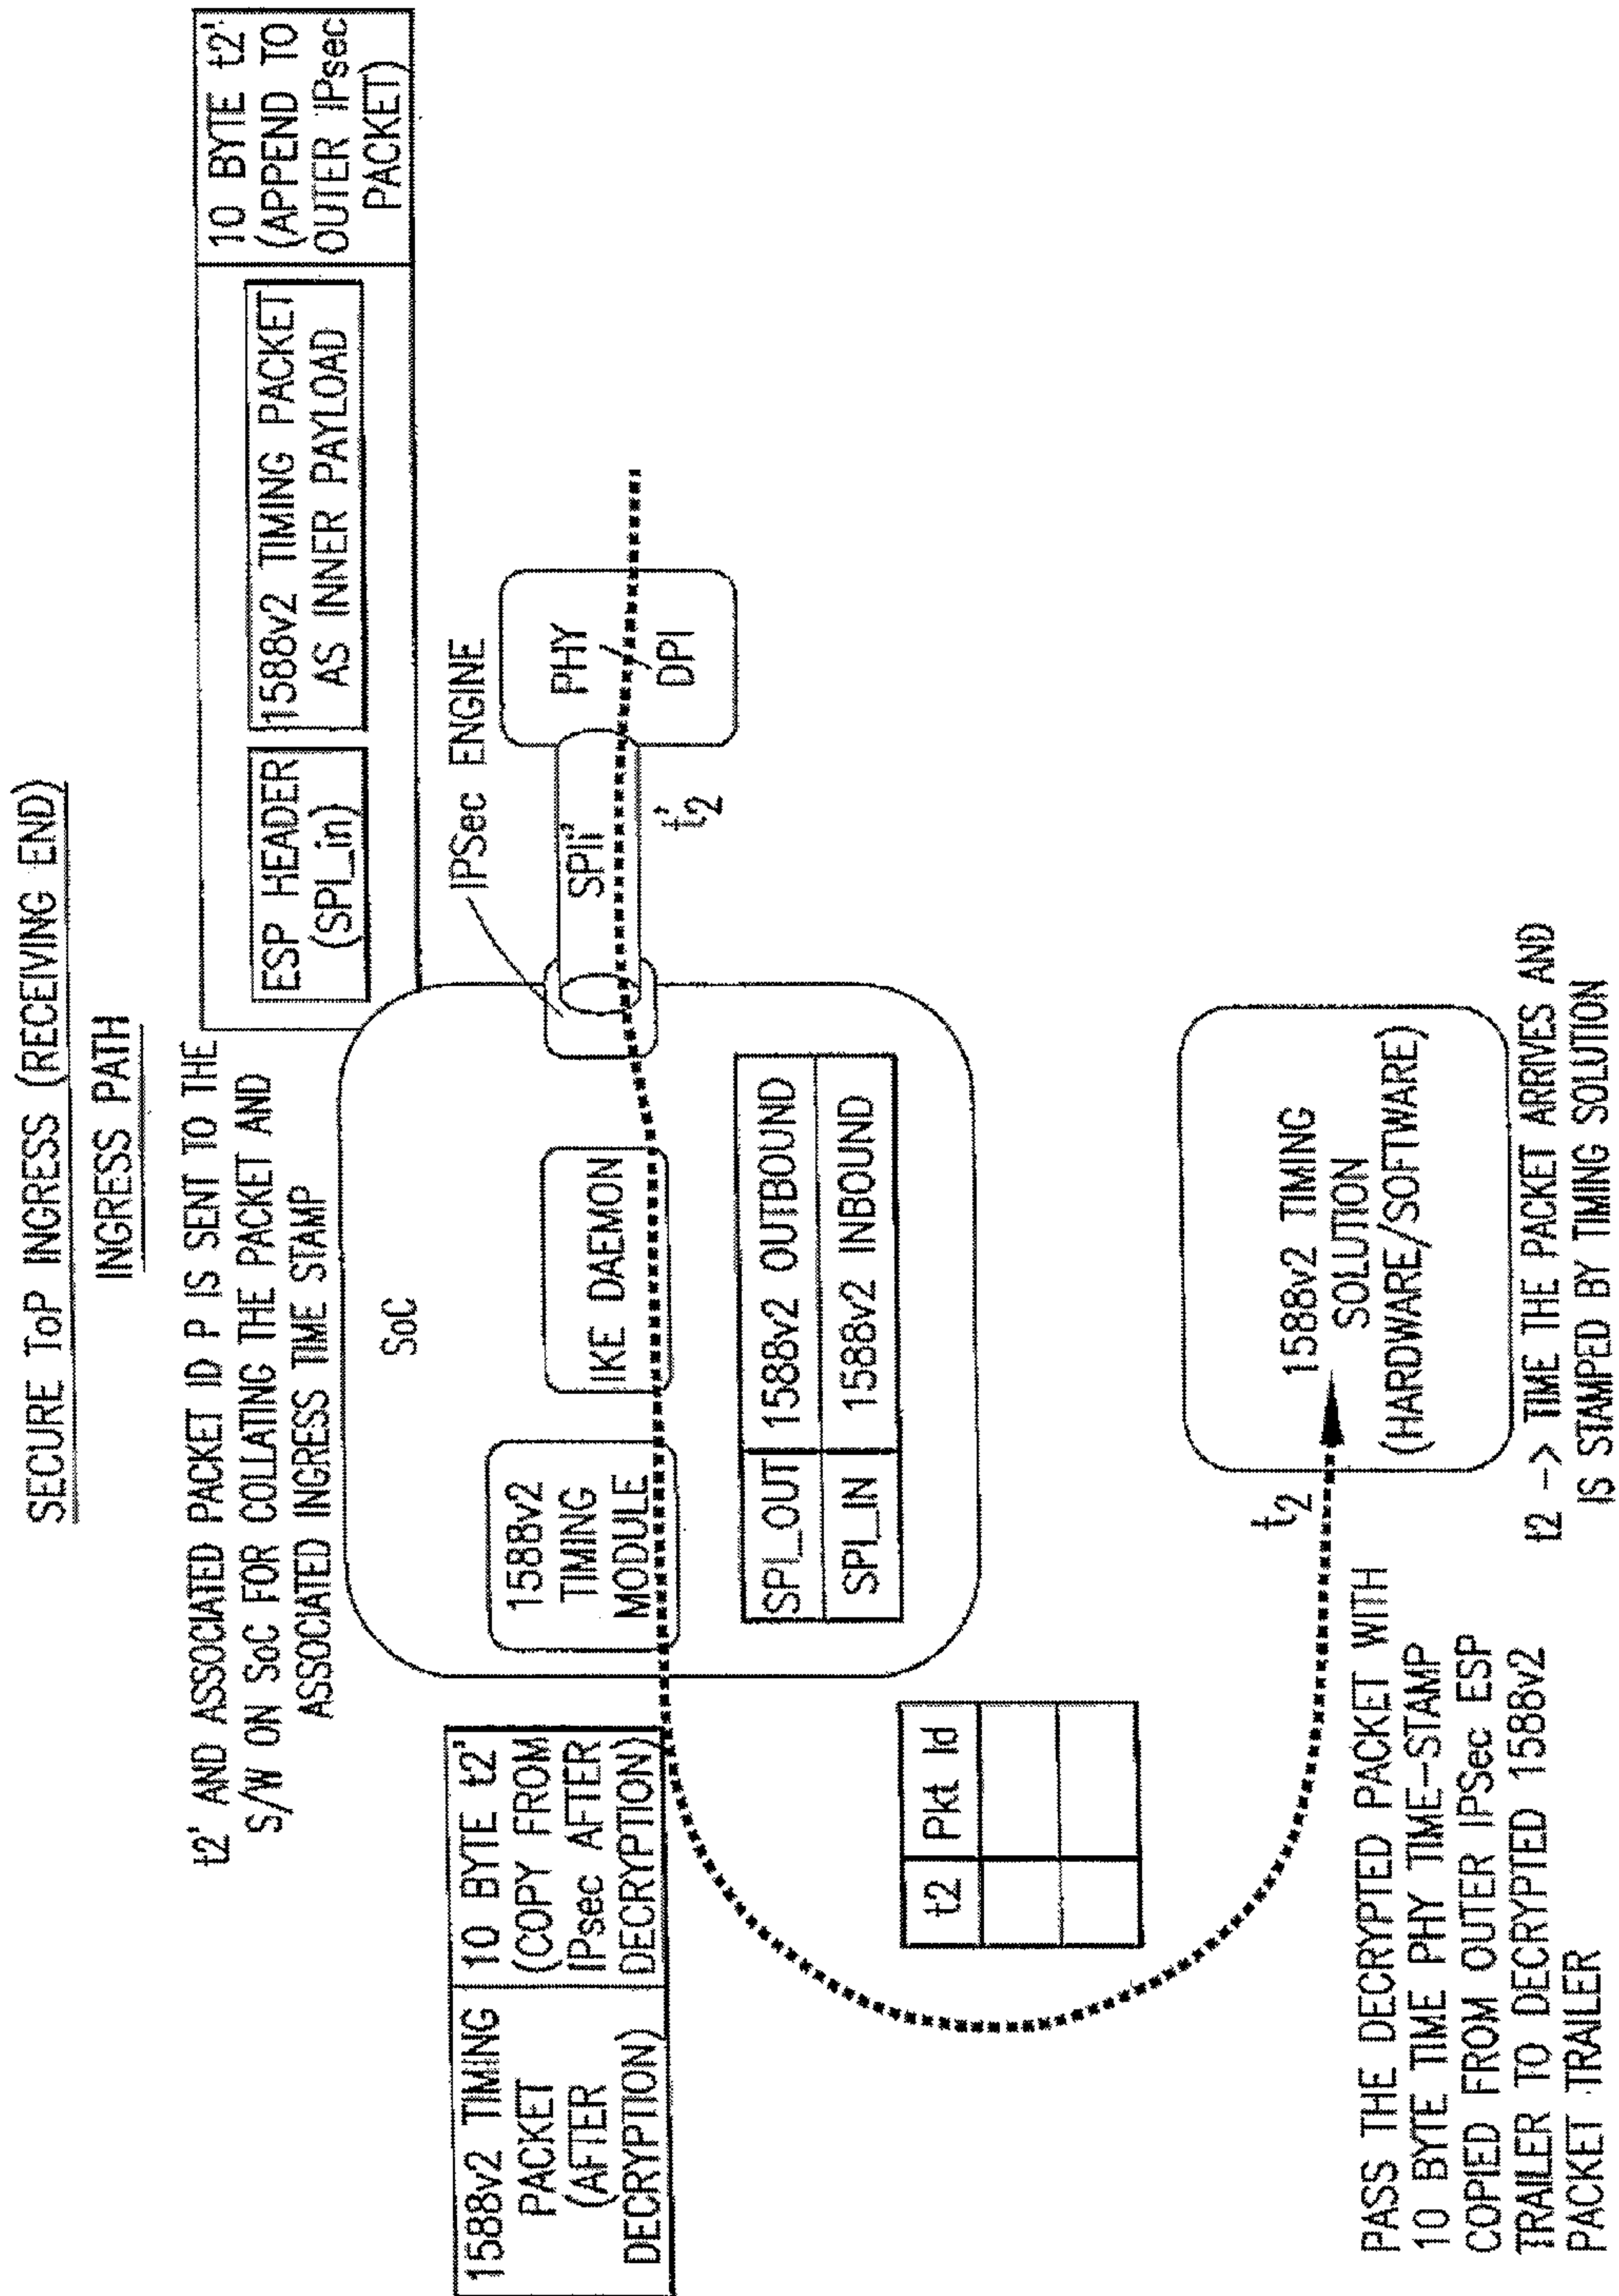 SECURE ToP INGRESS (RECEIVING END)
INGRESS PATH
t2' AND ASSOCIATED PACKET ID P IS SENT TO THE
S/W ON SoC FOR COLLATING THE PACKET AND
ASSOCIATED INGRESS TIME STAMP
ESP HEADER
(SPI_in)
1588v2 TIMING PACKET
AS INNER PAYLOAD
10 BYTE t2'
(APPEND TO
OUTER IPsec
PACKET)
1588v2 TIMING
PACKET
(AFTER
DECRYPTION)
10 BYTE t2'
(COPY FROM
IPsec AFTER
DECRYPTION)
SoC
1588v2
TIMING
MODULE
IKE DAEMON
IPSec ENGINE
SPIi'
t'2
PHY
DPI
SPI_OUT 1588v2 OUTBOUND
SPI_IN 1588v2 INBOUND
t2 Pkt Id
t2
1588v2 TIMING
SOLUTION
(HARDWARE/SOFTWARE)
PASS THE DECRYPTED PACKET WITH
10 BYTE TIME PHY TIME-STAMP
COPIED FROM OUTER IPSec ESP
TRAILER TO DECRYPTED 1588v2
PACKET TRAILER
t2 -> TIME THE PACKET ARRIVES AND
IS STAMPED BY TIMING SOLUTION